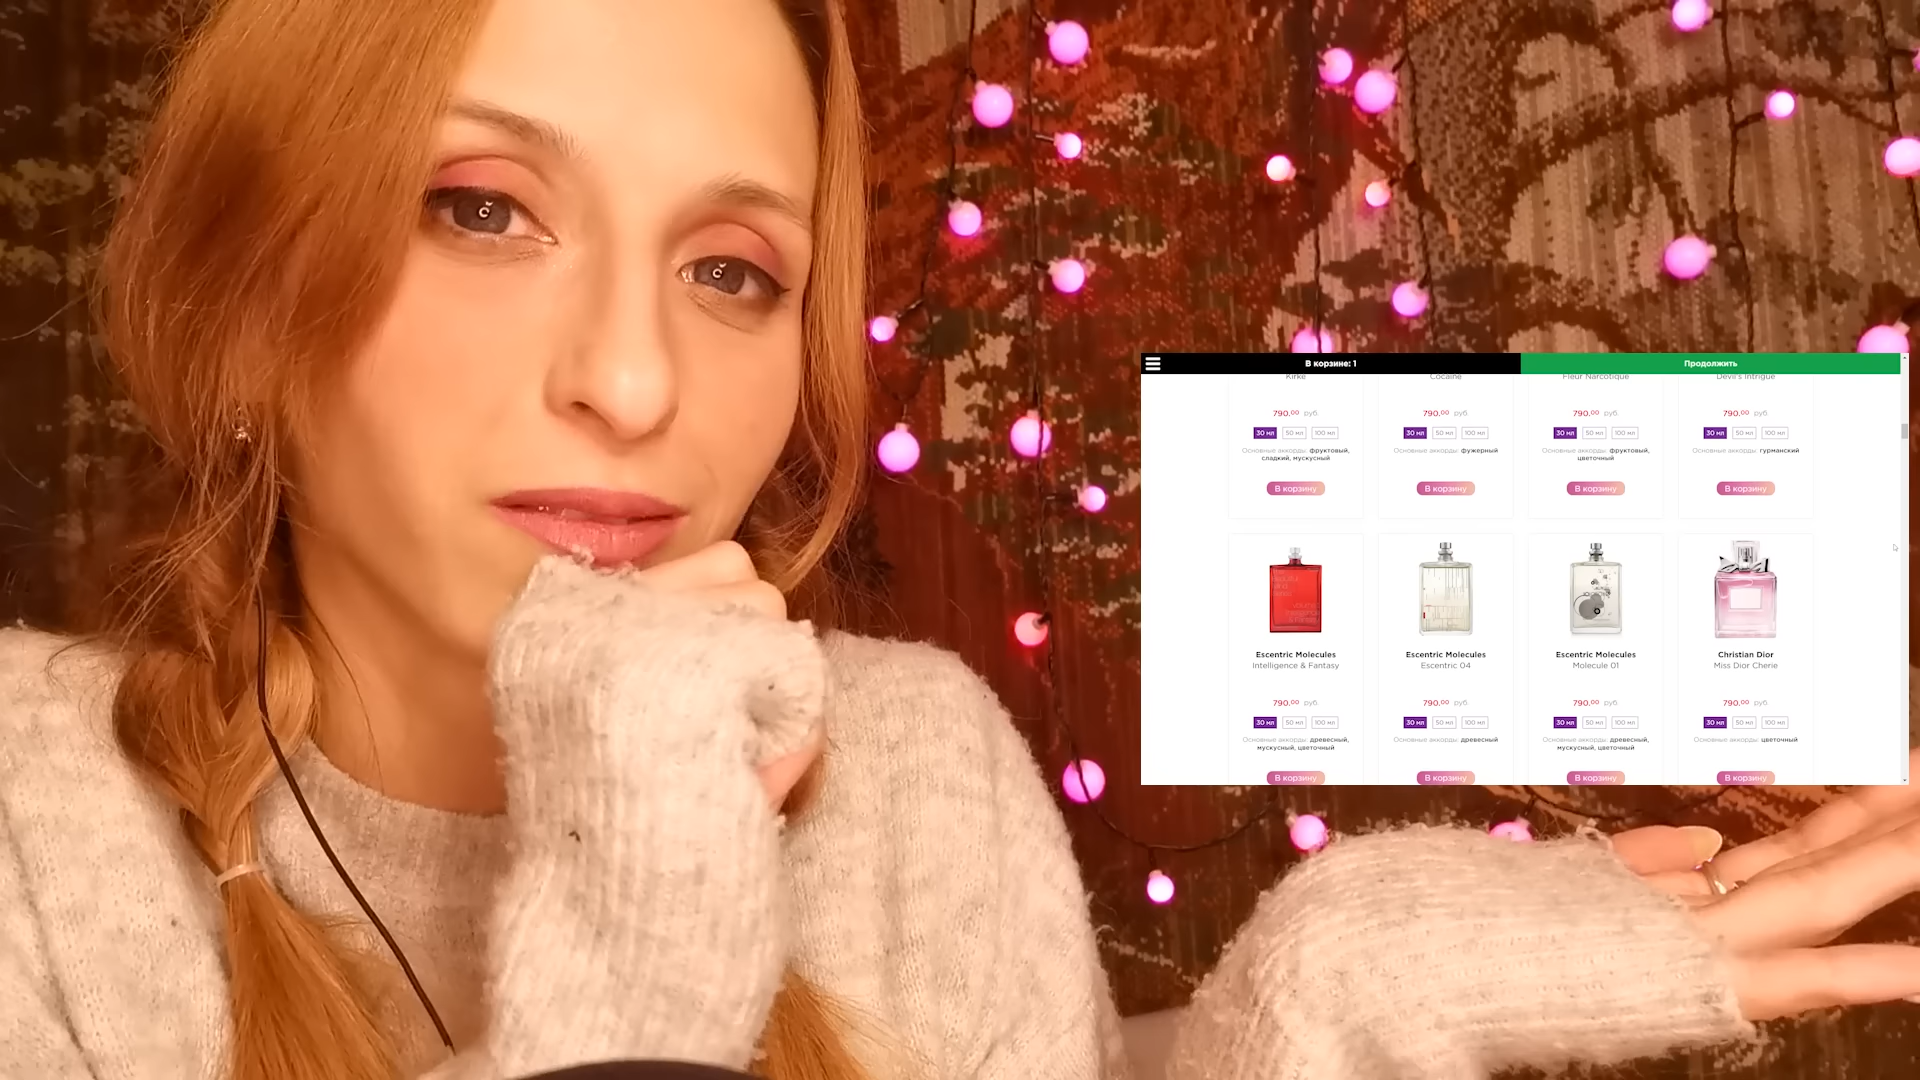 В корзине: 1
Продолжить
Kirke
Cocaine
Fleur Narcotique
Devil's Intrigue
790,00 руб.
790,00 руб.
790,00 руб.
790,00 руб.
30 мл 50 мл 100 мл
30 мл 50 мл 100 мл
30 мл 50 мл 100 мл
30 мл 50 мл 100 мл
Основные аккорды: фруктовый,
сладкий, мускусный
Основные аккорды: фужерный
Основные аккорды: фруктовый,
цветочный
Основные аккорды: гурманский
В корзину
В корзину
В корзину
В корзину
Escentric Molecules
Intelligence & Fantasy
Escentric Molecules
Escentric 04
Escentric Molecules
Molecule 01
Christian Dior
Miss Dior Cherie
790,00 руб.
790,00 руб.
790,00 руб.
790,00 руб.
30 мл 50 мл 100 мл
30 мл 50 мл 100 мл
30 мл 50 мл 100 мл
30 мл 50 мл 100 мл
Основные аккорды: древесный,
мускусный, цветочный
Основные аккорды: древесный
Основные аккорды: древесный,
мускусный, цветочный
Основные аккорды: цветочный
В корзину
В корзину
В корзину
В корзину